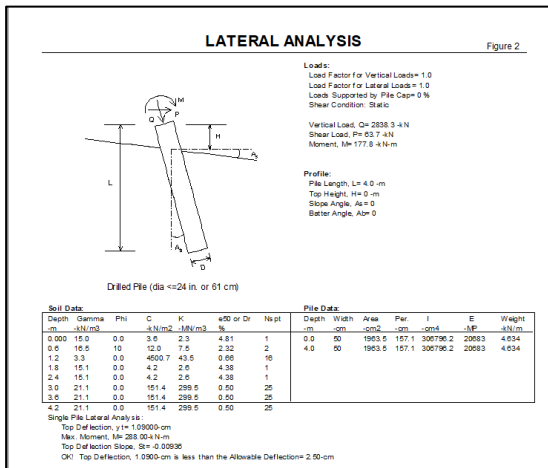 LATERAL ANALYSIS
Figure 2
Loads:
Load Factor for Vertical Loads= 1.0
Load Factor for Lateral Loads= 1.0
Loads Supported by Pile Cap= 0 %
Shear Condition: Static
Vertical Load, Q= 2838.3 -kN
Shear Load, P= 63.7 -kN
Moment, M= 177.8 -kN-m
Profile:
Pile Length, L= 4.0 -m
Top Height, H= 0 -m
Slope Angle, As= 0
Batter Angle, Ab= 0
M
P
Q
H
L
D
Drilled Pile (dia <=24 in. or 61 cm)
Soil Data:
Depth Gamma Phi C K e50 or Dr Nspt
-m -kN/m3 -kN/m2 -MN/m3 %
0.000 15.0 0.0 3.6 2.3 4.81 1
0.6 16.5 10 12.0 7.5 2.32 2
1.2 3.3 0.0 4500.7 43.5 0.66 16
1.8 15.1 0.0 4.2 2.6 4.38 1
2.4 15.1 0.0 4.2 2.6 4.38 1
3.0 21.1 0.0 151.4 299.5 0.50 25
3.6 21.1 0.0 151.4 299.5 0.50 25
4.2 21.1 0.0 151.4 299.5 0.50 25
Pile Data:
Depth Width Area Per. I E Weight
-m -cm -cm2 -cm -cm4 -MP -kN/m
0.0 50 1963.5 157.1 306796.2 20683 4.634
4.0 50 1963.5 157.1 306796.2 20683 4.634
Single Pile Lateral Analysis:
Top Deflection, yt= 1.09000-cm
Max. Moment, M= 288.00-kN-m
Top Deflection Slope, St= -0.00936
OK! Top Deflection, 1.0900-cm is less than the Allowable Deflection= 2.50-cm